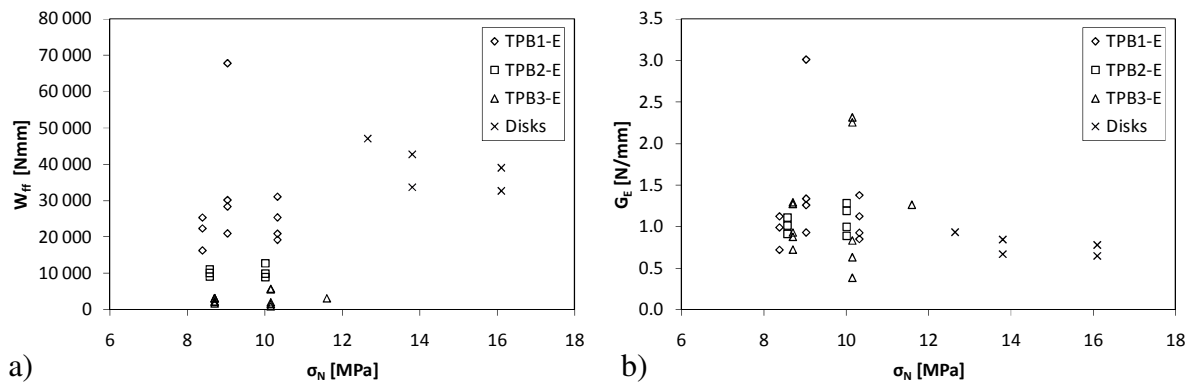 80 000
70 000
60 000
50 000
40 000
30 000
20 000
10 000
0
W_ff [Nmm]
6 8 10 12 14 16 18
σ_N [MPa]
TPB1-E
TPB2-E
TPB3-E
Disks
a)
3.5
3.0
2.5
2.0
1.5
1.0
0.5
0.0
G_E [N/mm]
6 8 10 12 14 16 18
σ_N [MPa]
TPB1-E
TPB2-E
TPB3-E
Disks
b)